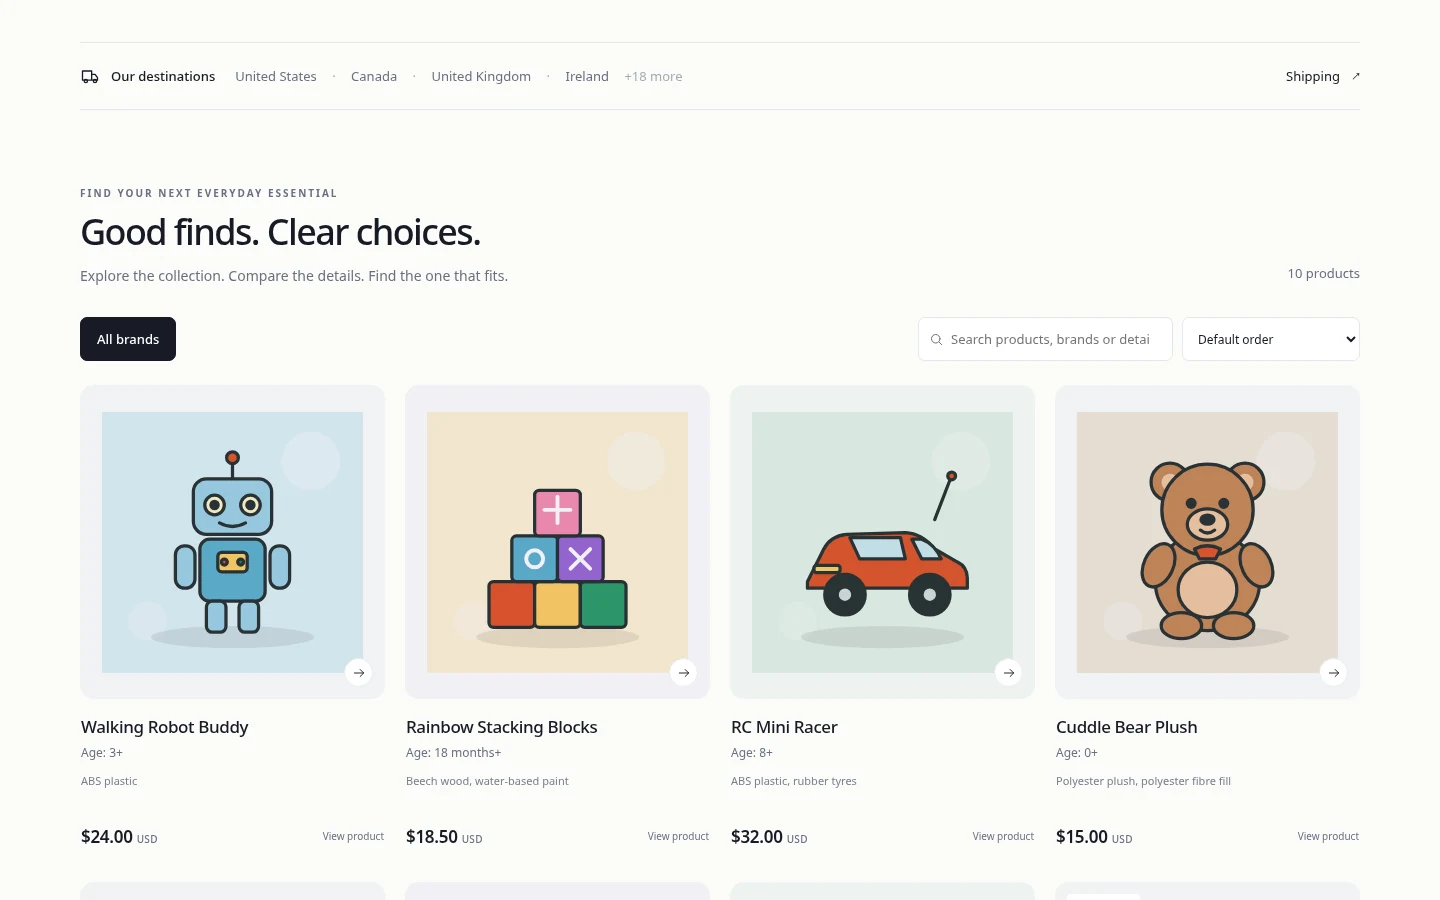 Our destinations United States · Canada · United Kingdom · Ireland +18 more Shipping ↗
FIND YOUR NEXT EVERYDAY ESSENTIAL
Good finds. Clear choices.
Explore the collection. Compare the details. Find the one that fits.
10 products
All brands
Search products, brands or detai
Default order
Walking Robot Buddy
Age: 3+
ABS plastic
$24.00 USD View product
Rainbow Stacking Blocks
Age: 18 months+
Beech wood, water-based paint
$18.50 USD View product
RC Mini Racer
Age: 8+
ABS plastic, rubber tyres
$32.00 USD View product
Cuddle Bear Plush
Age: 0+
Polyester plush, polyester fibre fill
$15.00 USD View product